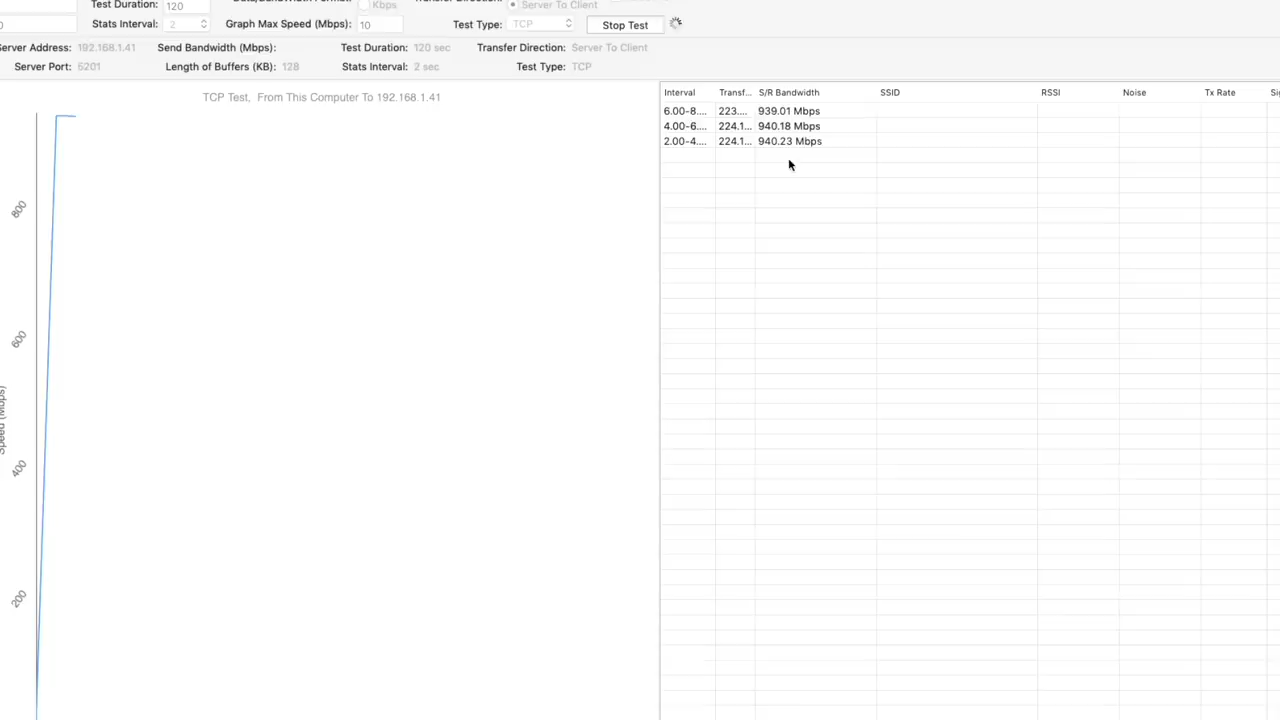 Test Duration: 120 Kbps Server To Client
0 Stats Interval: 2 Graph Max Speed (Mbps): 10 Test Type: TCP Stop Test
Server Address: 192.168.1.41 Send Bandwidth (Mbps): Test Duration: 120 sec Transfer Direction: Server To Client
Server Port: 5201 Length of Buffers (KB): 128 Stats Interval: 2 sec Test Type: TCP
TCP Test, From This Computer To 192.168.1.41
800
600
400
200
Speed (Mbps)
Interval Transf... S/R Bandwidth SSID RSSI Noise Tx Rate Si
6.00-8.... 223.... 939.01 Mbps
4.00-6.... 224.1... 940.18 Mbps
2.00-4.... 224.1... 940.23 Mbps